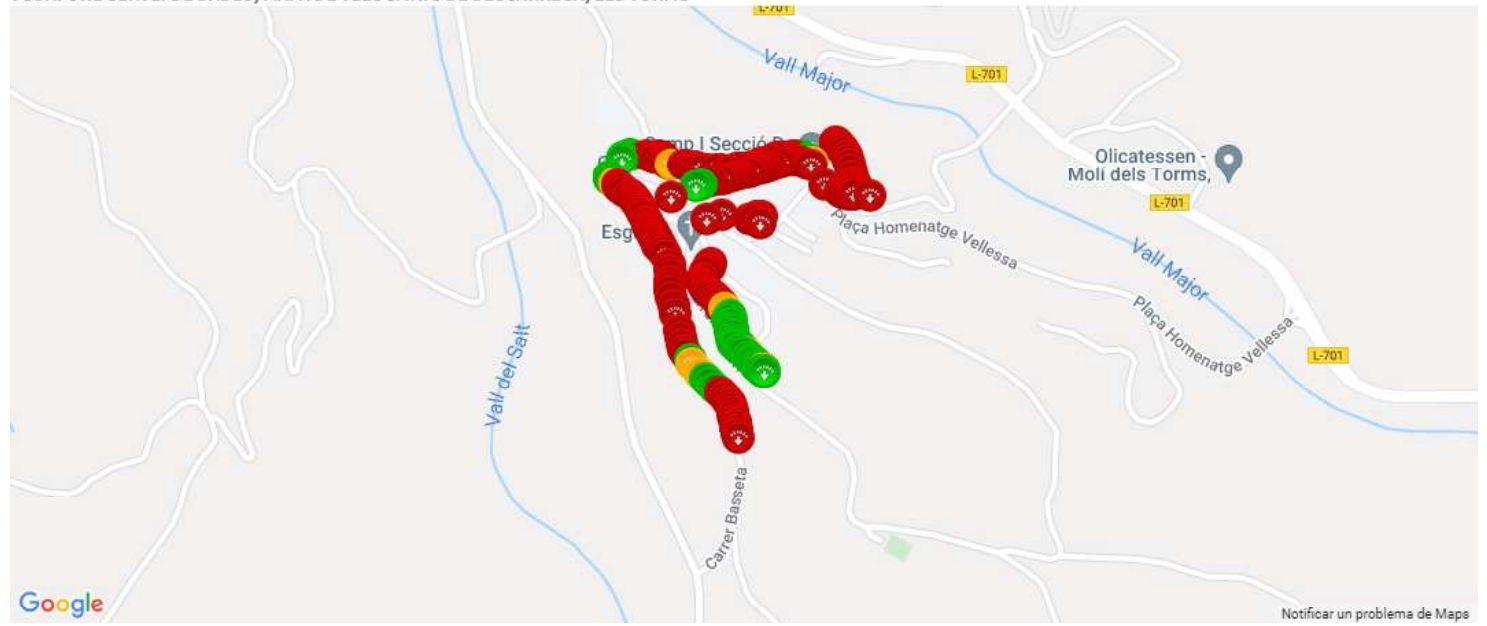 L-701
Vall Major
L-701
Olicatessen -
Molí dels Torms,
L-701
Plaça Homenatge Vellessa
Vall Major
Plaça Homenatge Vellessa
L-701
Vall del Salt
Carrer Basseta
Google
Notificar un problema de Maps